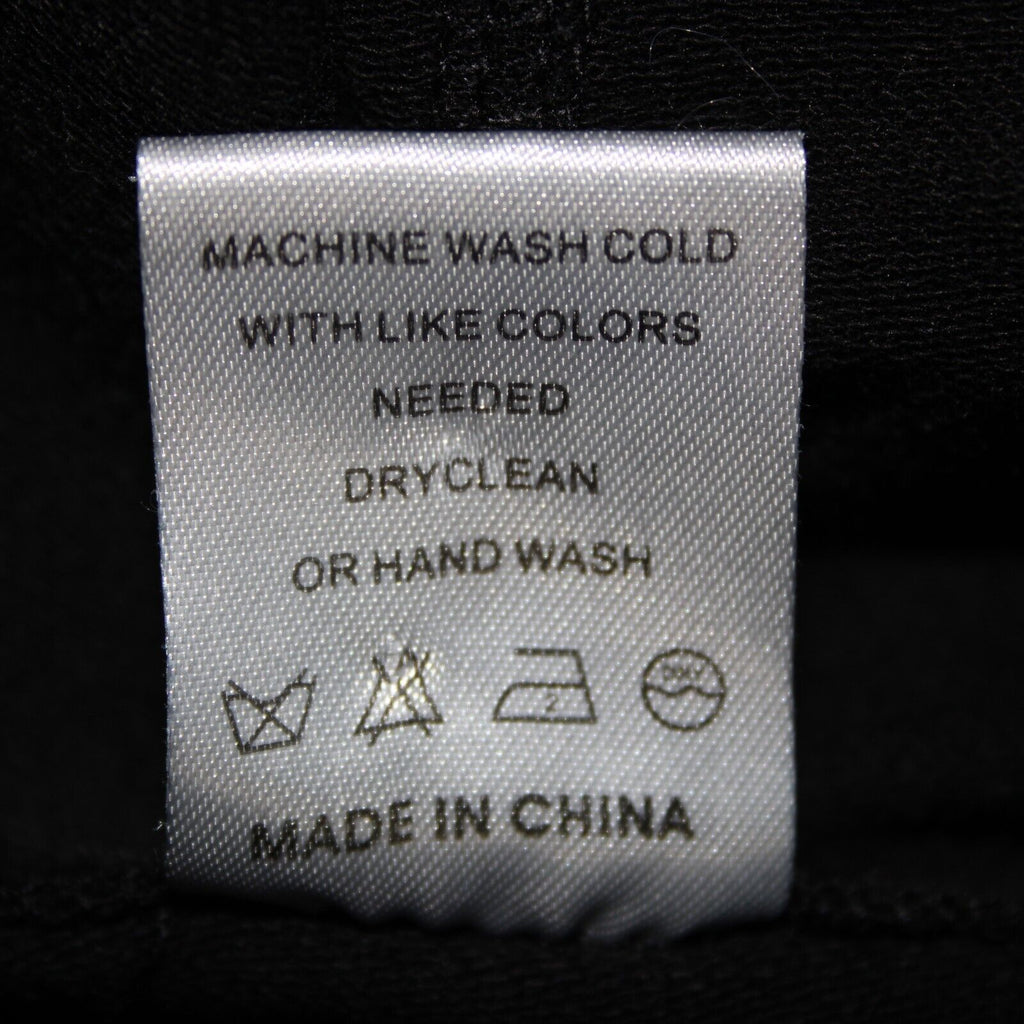 MACHINE WASH COLD
WITH LIKE COLORS
NEEDED
DRYCLEAN
OR HAND WASH
MADE IN CHINA